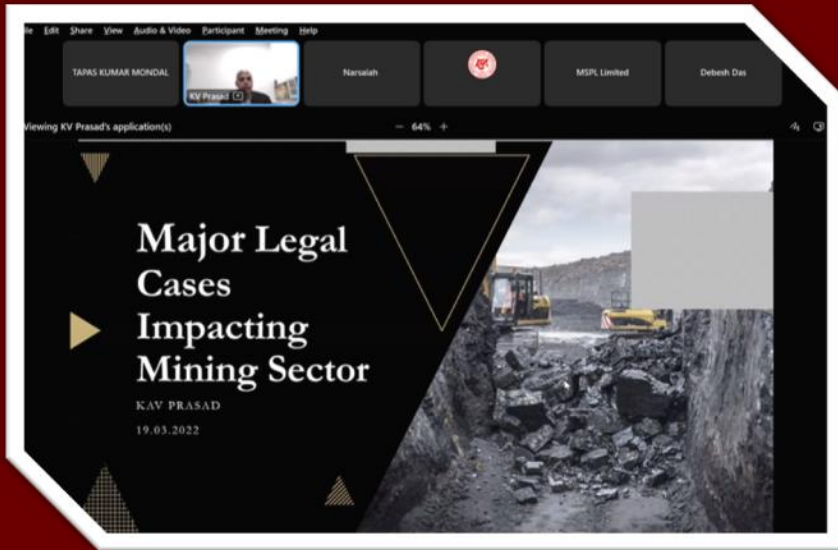 le Edit Share View Audio & Video Participant Meeting Help
TAPAS KUMAR MONDAL
KV Prasad
Narsaiah
MSPL Limited
Debesh Das
Viewing KV Prasad's application(s)
− 64% +
Major Legal
Cases
Impacting
Mining Sector
KAV PRASAD
19.03.2022